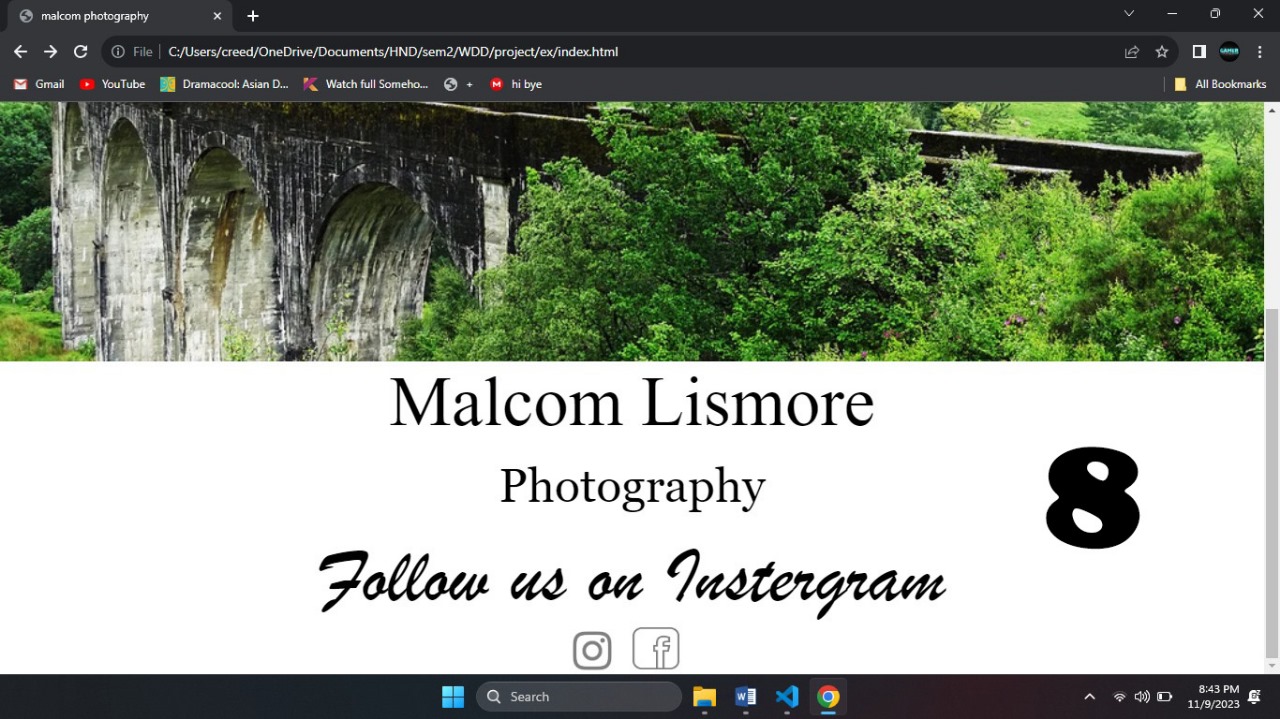 malcom photography
File C:/Users/creed/OneDrive/Documents/HND/sem2/WDD/project/ex/index.html
Gmail YouTube Dramacool: Asian D... Watch full Someho... + hi bye All Bookmarks
Malcom Lismore
Photography
8
Follow us on Instergram
Search
8:43 PM
11/9/2023